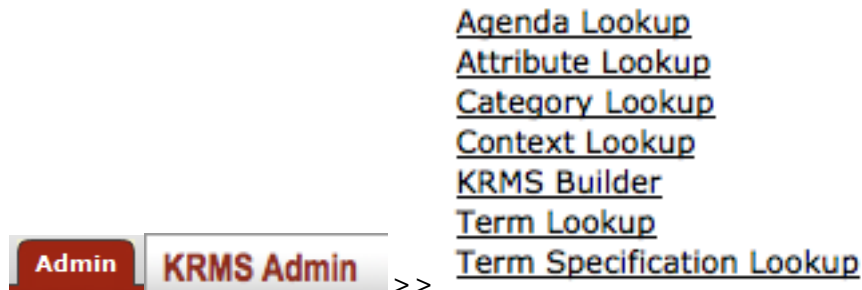 Agenda Lookup
Attribute Lookup
Category Lookup
Context Lookup
KRMS Builder
Term Lookup
Admin KRMS Admin > > Term Specification Lookup